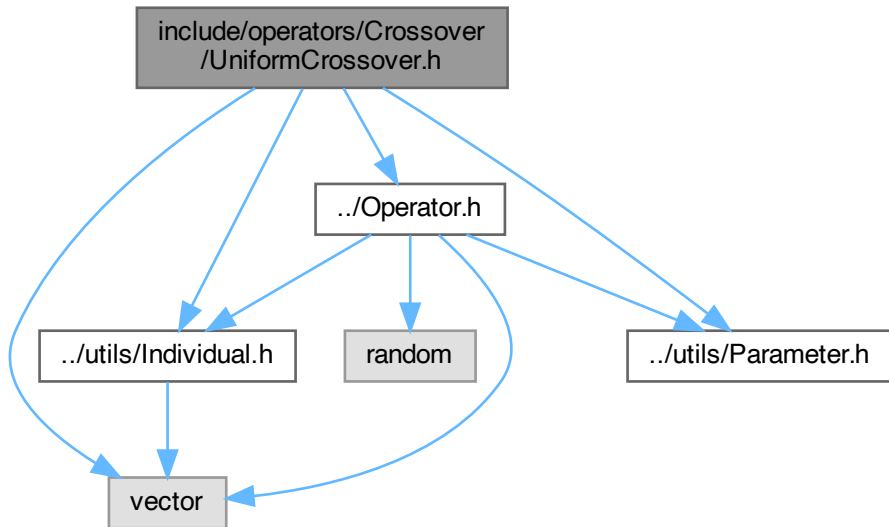 include/operators/Crossover
/UniformCrossover.h
../Operator.h
../utils/Individual.h
random
../utils/Parameter.h
vector